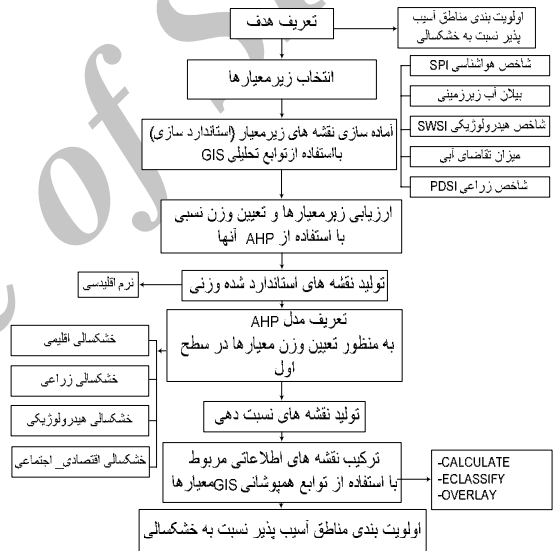 تعریف هدف
اولویت بندی مناطق آسیب
پذیر نسبت به خشکسالی
انتخاب زیرمعیارها
شاخص هواشناسی SPI
بیلان آب زیرزمینی
شاخص هیدرولوژیکی SWSI
میزان تقاضای آبی
شاخص زراعی PDSI
آماده سازی نقشه های زیرمعیار (استاندارد سازی)
بااستفاده ازتوابع تحلیلی GIS
ارزیابی زیرمعیارها و تعیین وزن نسبی
با استفاده از AHP آنها
تولید نقشه های استاندارد شده وزنی
نرم اقلیدسی
تعریف مدل AHP
به منظور تعیین وزن معیارها در سطح
اول
خشکسالی اقلیمی
خشکسالی زراعی
خشکسالی هیدرولوژیکی
خشکسالی اقتصادی_ اجتماعی
تولید نقشه های نسبت دهی
ترکیب نقشه های اطلاعاتی مربوط
با استفاده از توابع همپوشانی GISمعیارها
-CALCULATE
-ECLASSIFY
-OVERLAY
اولویت بندی مناطق آسیب پذیر نسبت به خشکسالی